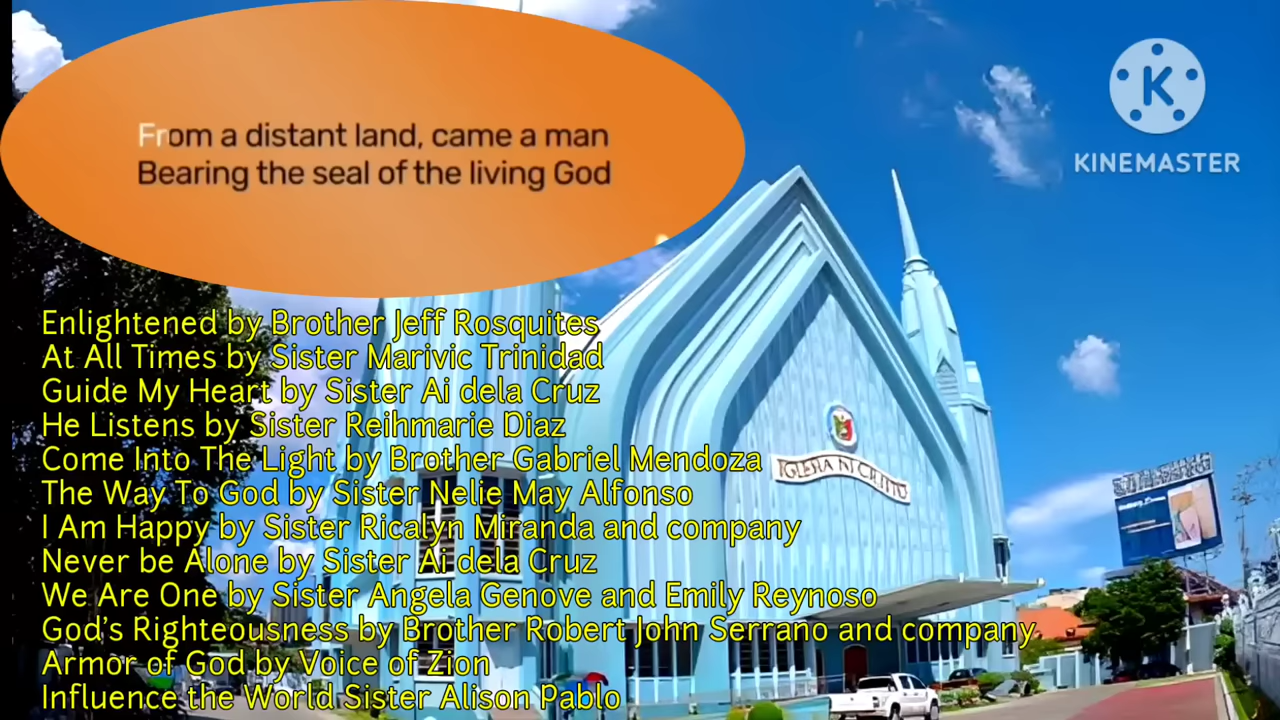 From a distant land, came a man
Bearing the seal of the living God
KINEMASTER
IGLESIA NI CRISTO
Enlightened by Brother Jeff Rosquites
At All Times by Sister Marivic Trinidad
Guide My Heart by Sister Ai dela Cruz
He Listens by Sister Reihmarie Diaz
Come Into The Light by Brother Gabriel Mendoza
The Way To God by Sister Nelie May Alfonso
I Am Happy by Sister Ricalyn Miranda and company
Never be Alone by Sister Ai dela Cruz
We Are One by Sister Angela Genove and Emily Reynoso
God's Righteousness by Brother Robert John Serrano and company
Armor of God by Voice of Zion
Influence the World Sister Alison Pablo